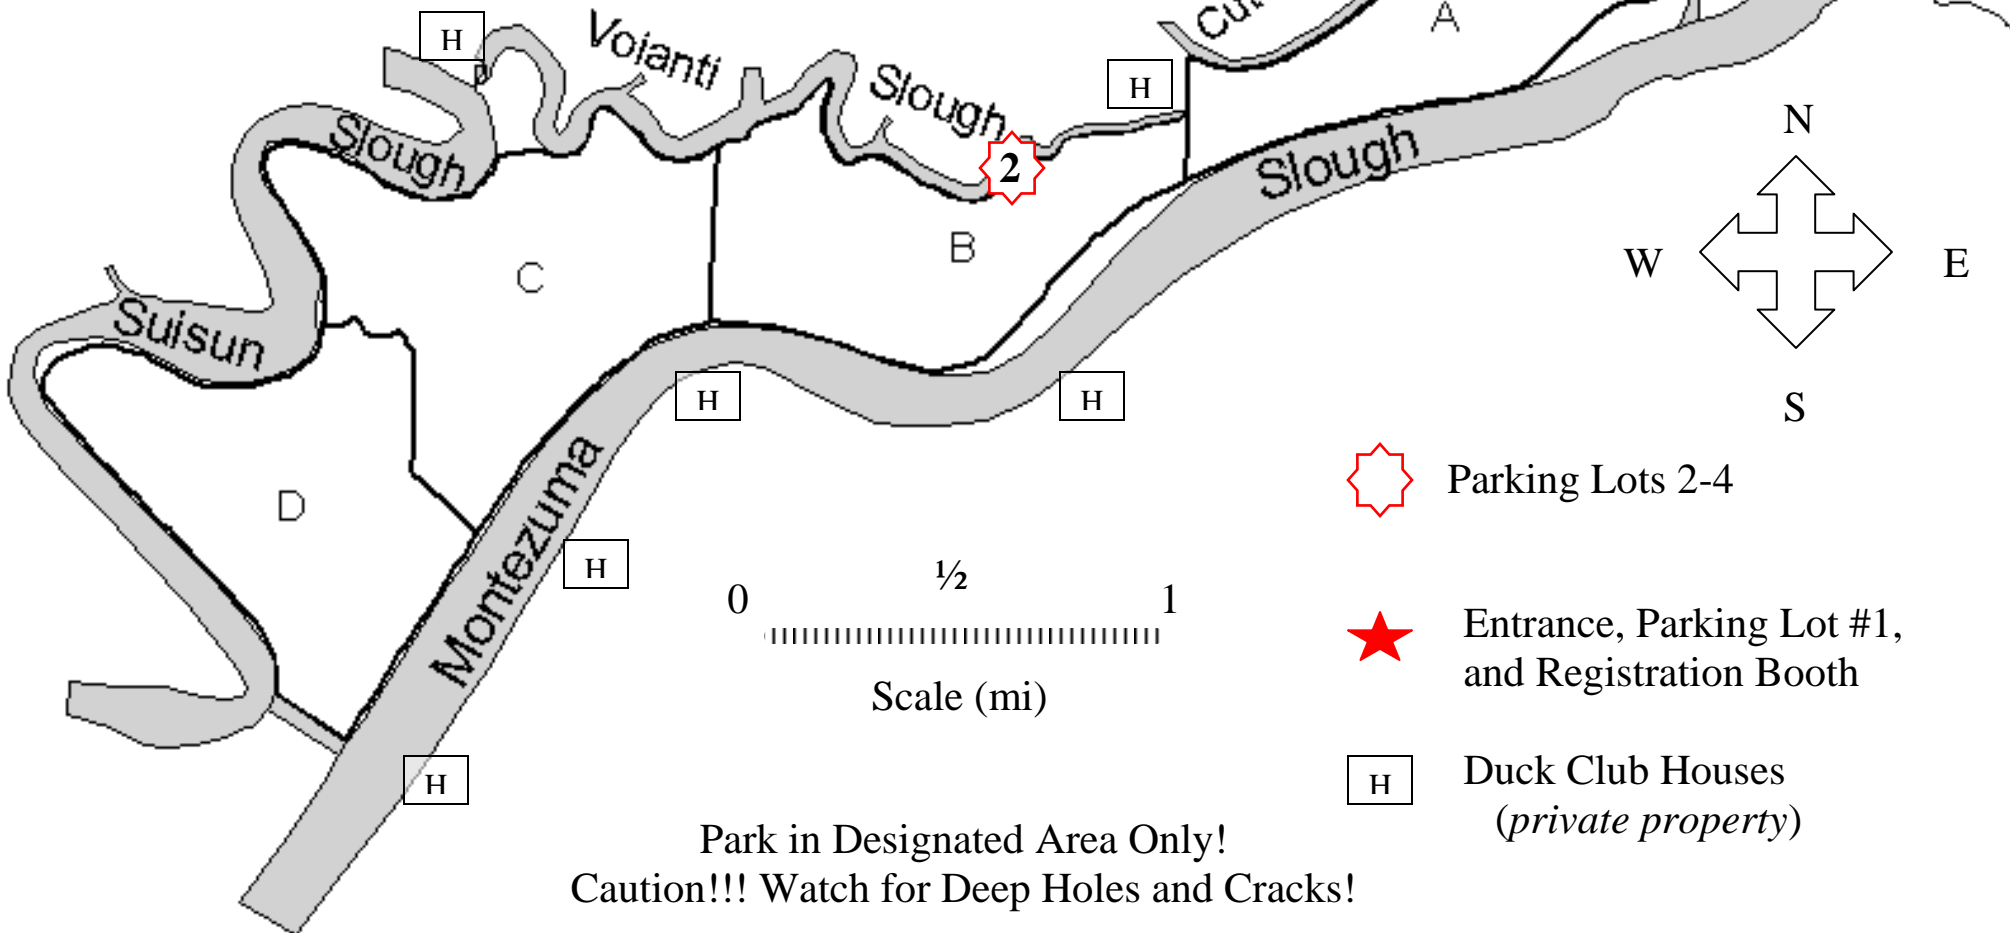 H
Voianti
A
Slough
H
Slough
2
Slough
N
B
W
E
C
Suisun
H
H
S
Montezuma
Parking Lots 2-4
D
H
0
½
1
Scale (mi)
Entrance, Parking Lot #1,
and Registration Booth
H
H
Duck Club Houses
(private property)
Park in Designated Area Only!
Caution!!! Watch for Deep Holes and Cracks!